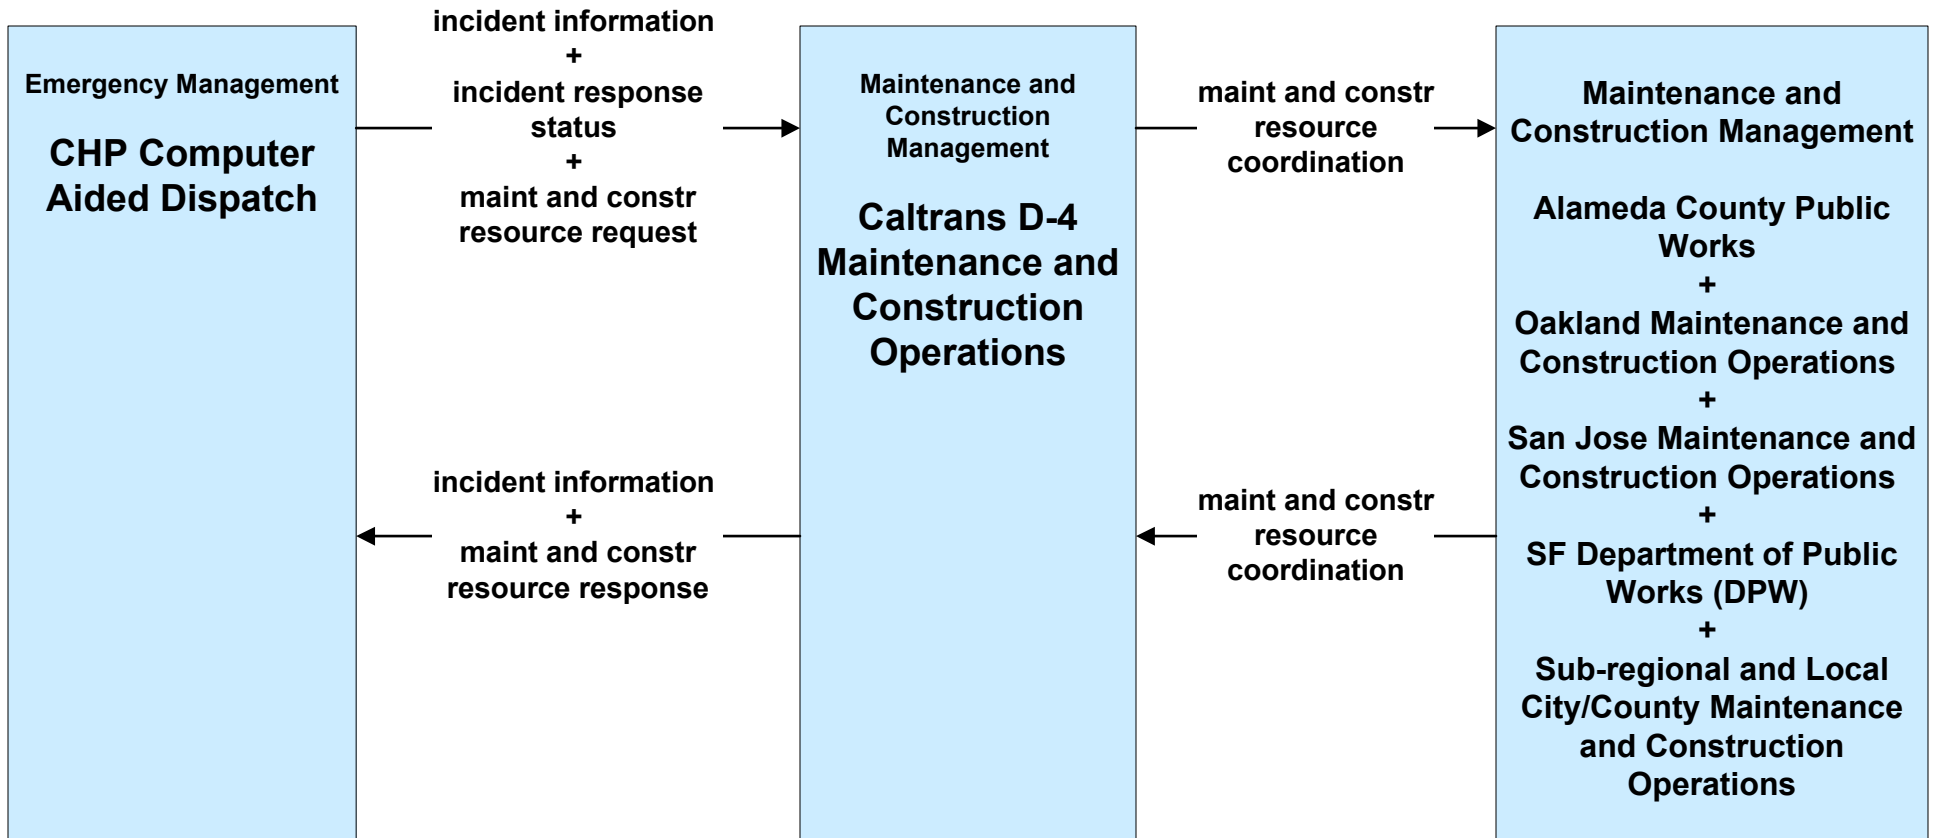 Emergency Management
CHP Computer
Aided Dispatch
incident information
+
incident response
status
+
maint and constr
resource request
incident information
+
maint and constr
resource response
Maintenance and
Construction
Management
Caltrans D-4
Maintenance and
Construction
Operations
maint and constr
resource
coordination
maint and constr
resource
coordination
Maintenance and
Construction Management
Alameda County Public
Works
+
Oakland Maintenance and
Construction Operations
+
San Jose Maintenance and
Construction Operations
+
SF Department of Public
Works (DPW)
+
Sub-regional and Local
City/County Maintenance
and Construction
Operations